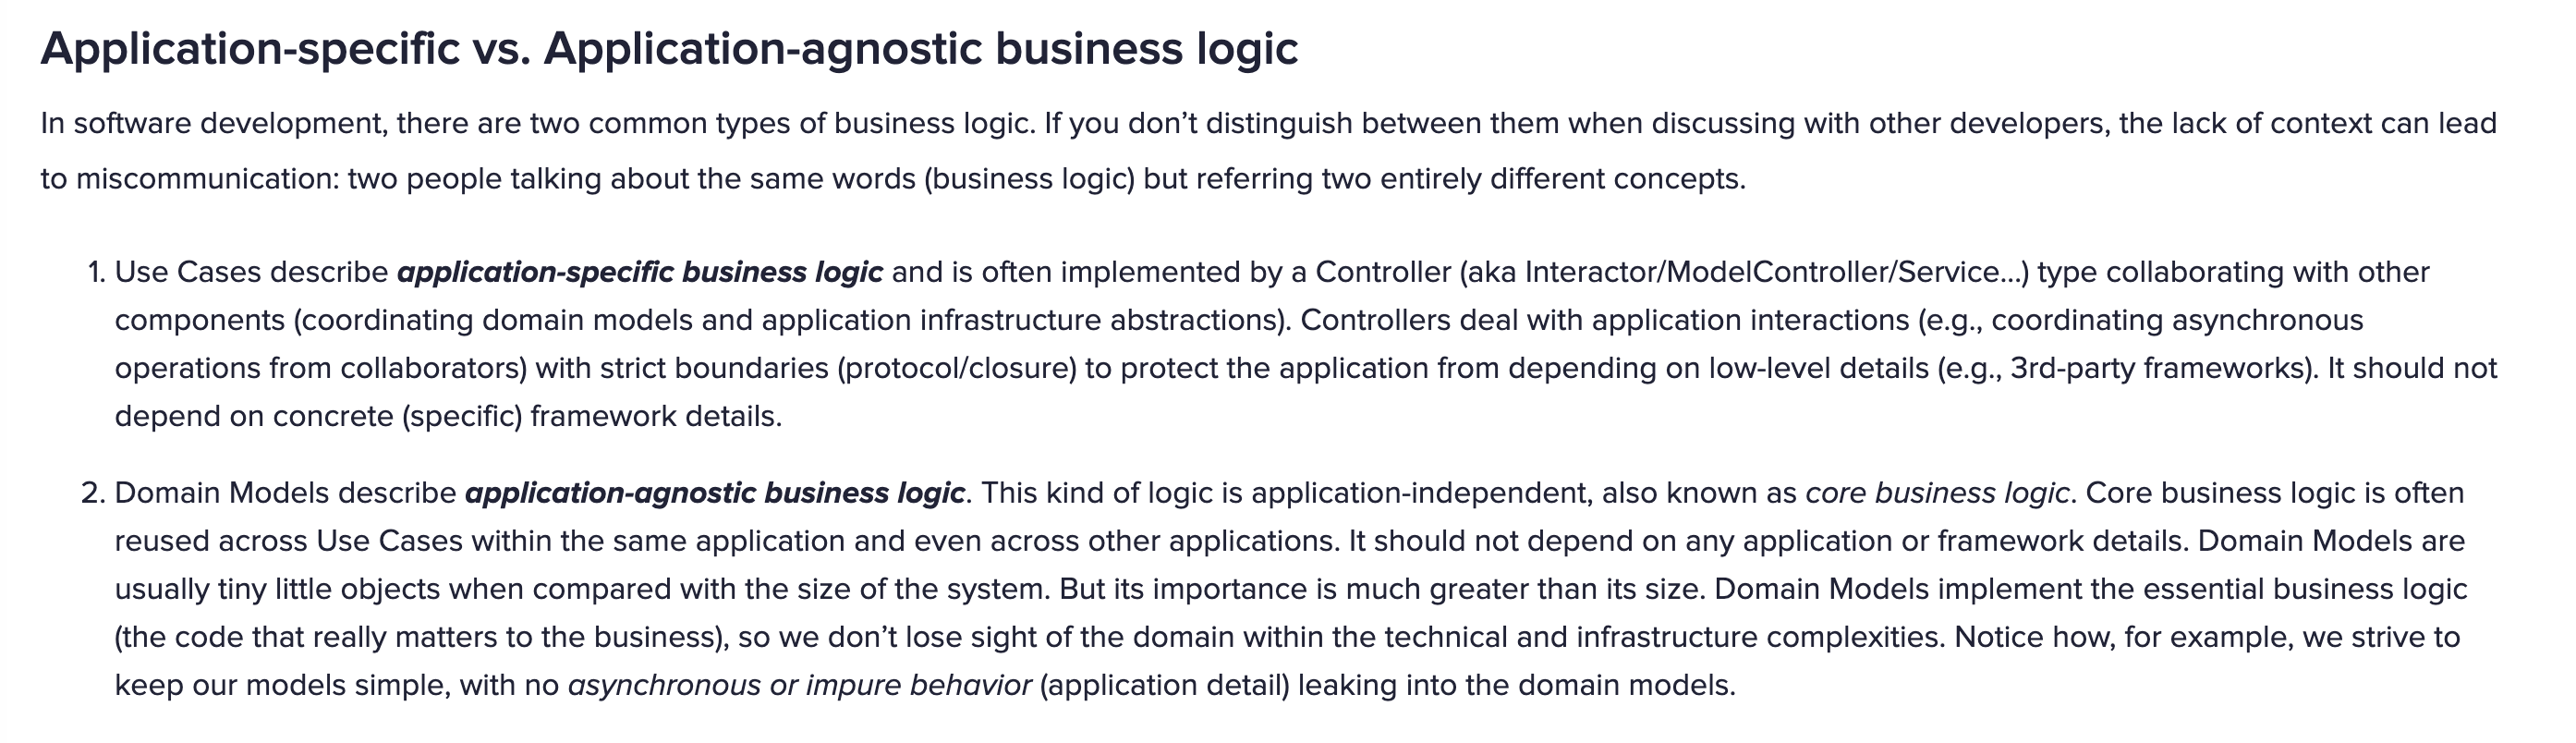 Application-specific vs. Application-agnostic business logic
In software development, there are two common types of business logic. If you don’t distinguish between them when discussing with other developers, the lack of context can lead
to miscommunication: two people talking about the same words (business logic) but referring two entirely different concepts.
1. Use Cases describe application-specific business logic and is often implemented by a Controller (aka Interactor/ModelController/Service…) type collaborating with other
components (coordinating domain models and application infrastructure abstractions). Controllers deal with application interactions (e.g., coordinating asynchronous
operations from collaborators) with strict boundaries (protocol/closure) to protect the application from depending on low-level details (e.g., 3rd-party frameworks). It should not
depend on concrete (specific) framework details.
2. Domain Models describe application-agnostic business logic. This kind of logic is application-independent, also known as core business logic. Core business logic is often
reused across Use Cases within the same application and even across other applications. It should not depend on any application or framework details. Domain Models are
usually tiny little objects when compared with the size of the system. But its importance is much greater than its size. Domain Models implement the essential business logic
(the code that really matters to the business), so we don’t lose sight of the domain within the technical and infrastructure complexities. Notice how, for example, we strive to
keep our models simple, with no asynchronous or impure behavior (application detail) leaking into the domain models.